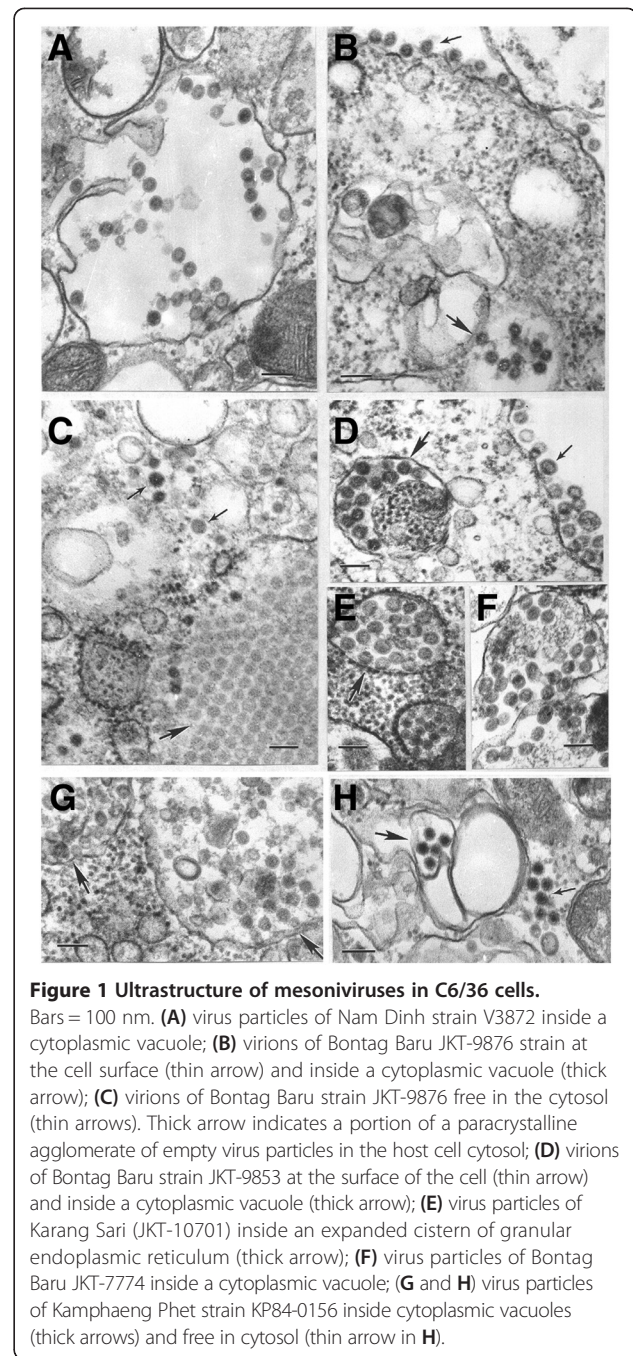 A
B
C
D
E
F
G
H
Figure 1 Ultrastructure of mesoniviruses in C6/36 cells.
Bars = 100 nm. (A) virus particles of Nam Dinh strain V3872 inside a
cytoplasmic vacuole; (B) virions of Bontag Baru JKT-9876 strain at
the cell surface (thin arrow) and inside a cytoplasmic vacuole (thick
arrow); (C) virions of Bontag Baru strain JKT-9876 free in the cytosol
(thin arrows). Thick arrow indicates a portion of a paracrystalline
agglomerate of empty virus particles in the host cell cytosol; (D) virions
of Bontag Baru strain JKT-9853 at the surface of the cell (thin arrow)
and inside a cytoplasmic vacuole (thick arrow); (E) virus particles of
Karang Sari (JKT-10701) inside an expanded cistern of granular
endoplasmic reticulum (thick arrow); (F) virus particles of Bontag
Baru JKT-7774 inside a cytoplasmic vacuole; (G and H) virus particles
of Kamphaeng Phet strain KP84-0156 inside cytoplasmic vacuoles
(thick arrows) and free in cytosol (thin arrow in H).